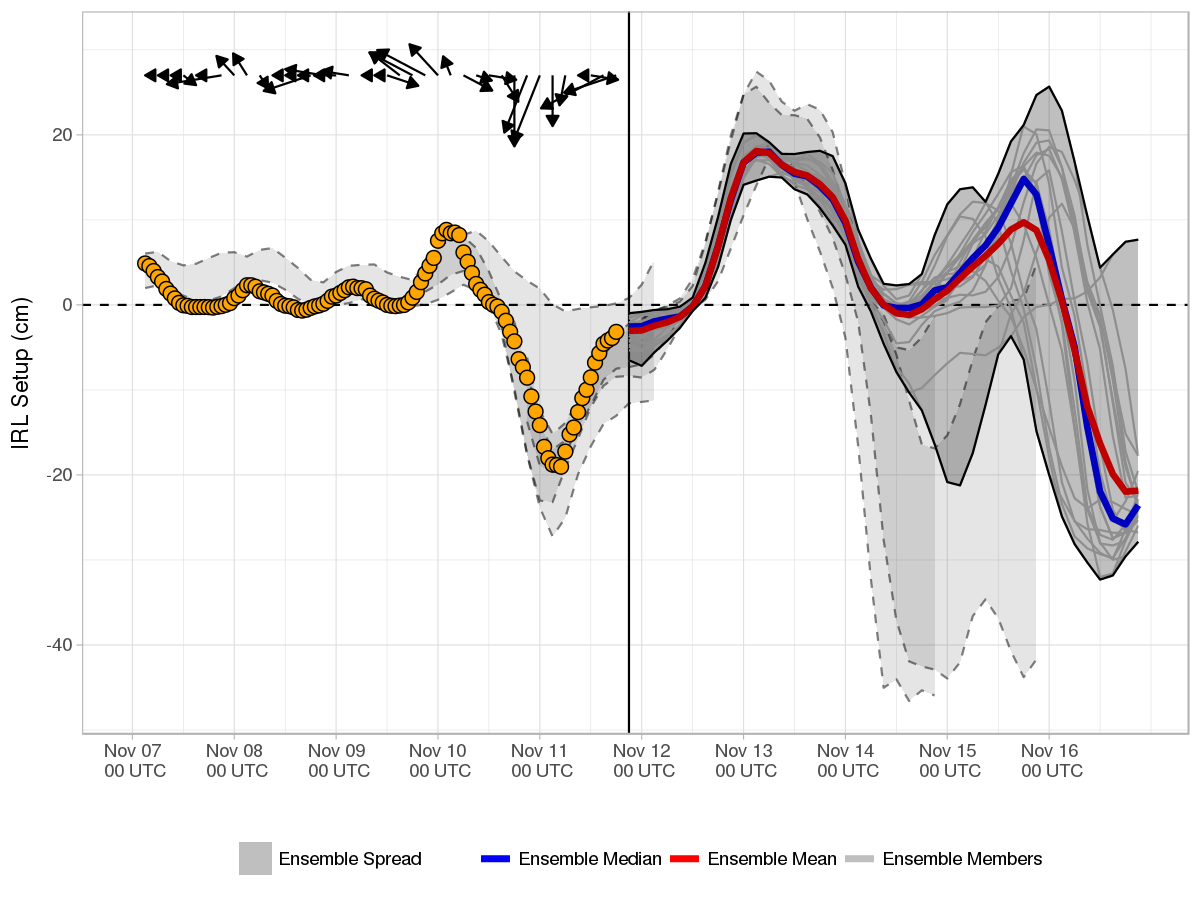 IRL Setup (cm)
20
0
-20
-40
Nov 07 Nov 08 Nov 09 Nov 10 Nov 11 Nov 12 Nov 13 Nov 14 Nov 15 Nov 16
00 UTC 00 UTC 00 UTC 00 UTC 00 UTC 00 UTC 00 UTC 00 UTC 00 UTC 00 UTC
Ensemble Spread Ensemble Median Ensemble Mean Ensemble Members